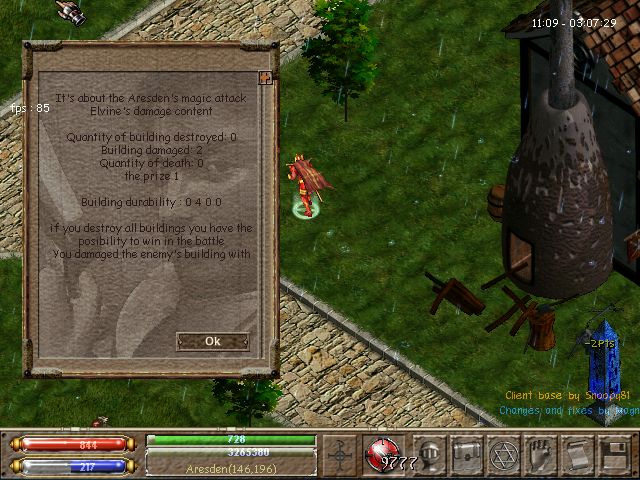 11:09 - 03:07:29
fps : 85
It's about the Aresden's magic attack
Elvine's damage content
Quantity of building destroyed: 0
Building damaged: 2
Quantity of death: 0
the prize 1
Building durability : 0 4 0 0
if you destroy all buildings you have the
posibility to win in the battle
You damaged the enemy's building with
Ok
-2Pts
Client base by Snoopy81
Changes and fixes by Magn
844
728
3265380
9777
217
Aresden(146,196)